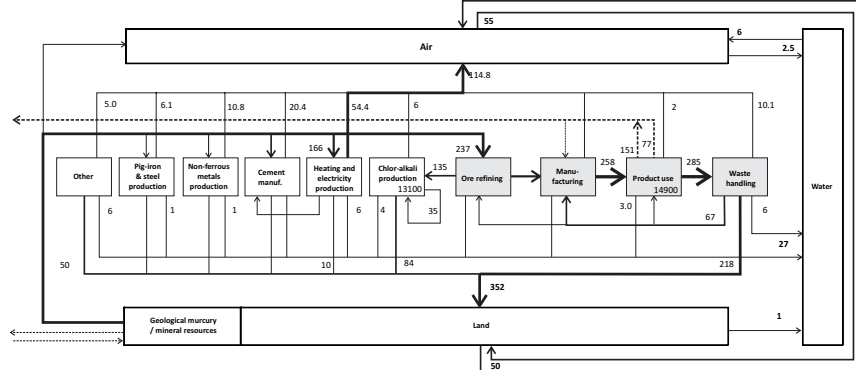 55
Air
6
2.5
114.8
5.0
6.1
10.8
20.4
54.4
6
2
10.1
166
237
151
77
Other
Pig-iron
& steel
production
Non-ferrous
metals
production
Cement
manuf.
Heating and
electricity
production
Chlor-alkali
production
13100
135
Ore refining
Manu-
facturing
258
Product use
14900
285
Waste
handling
Water
6
1
1
6
4
35
3.0
67
6
27
50
10
84
218
352
Geological murcury
/ mineral resources
Land
1
50